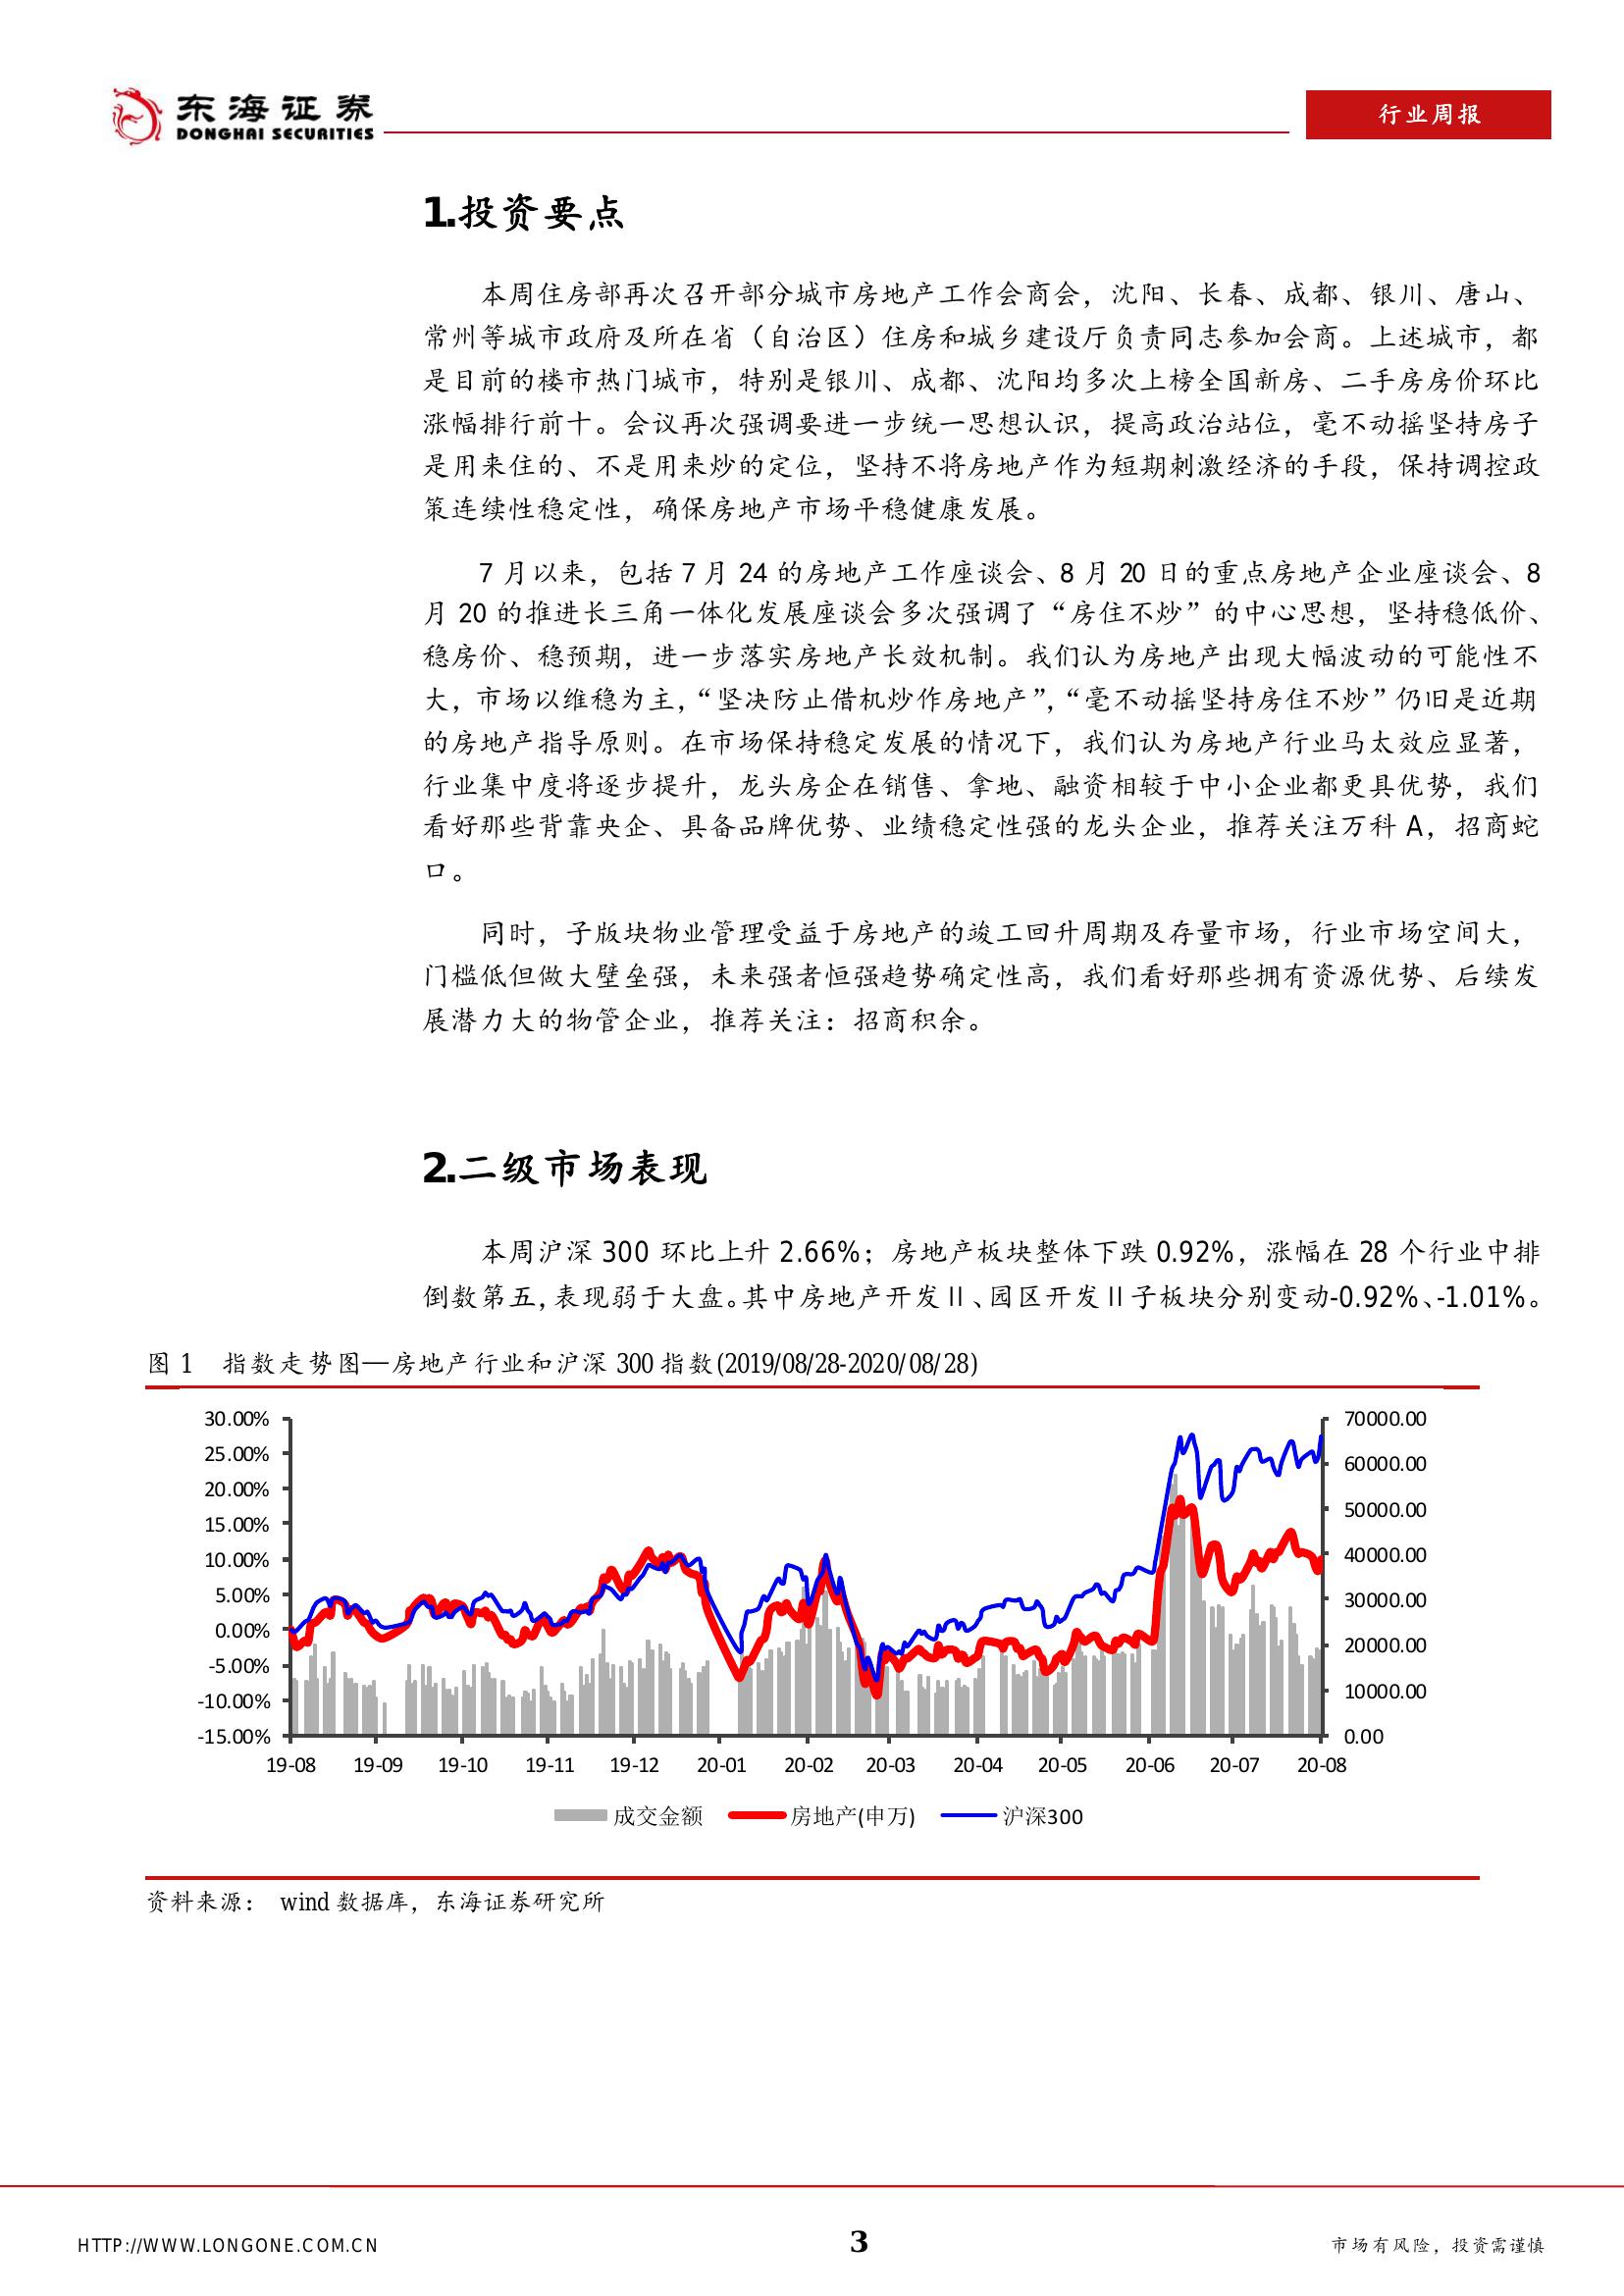 东海证券
DONGHAI SECURITIES
行业周报
1.投资要点
本周住房部再次召开部分城市房地产工作会商会，沈阳、长春、成都、银川、唐山、
常州等城市政府及所在省（自治区）住房和城乡建设厅负责同志参加会商。上述城市，都
是目前的楼市热门城市，特别是银川、成都、沈阳均多次上榜全国新房、二手房房价环比
涨幅排行前十。会议再次强调要进一步统一思想认识，提高政治站位，毫不动摇坚持房子
是用来住的、不是用来炒的定位，坚持不将房地产作为短期刺激经济的手段，保持调控政
策连续性稳定性，确保房地产市场平稳健康发展。
7 月以来，包括 7 月 24 的房地产工作座谈会、8 月 20 日的重点房地产企业座谈会、8
月 20 的推进长三角一体化发展座谈会多次强调了“房住不炒”的中心思想，坚持稳低价、
稳房价、稳预期，进一步落实房地产长效机制。我们认为房地产出现大幅波动的可能性不
大，市场以维稳为主，“坚决防止借机炒作房地产”，“毫不动摇坚持房住不炒”仍旧是近期
的房地产指导原则。在市场保持稳定发展的情况下，我们认为房地产行业马太效应显著，
行业集中度将逐步提升，龙头房企在销售、拿地、融资相较于中小企业都更具优势，我们
看好那些背靠央企、具备品牌优势、业绩稳定性强的龙头企业，推荐关注万科 A，招商蛇
口。
同时，子版块物业管理受益于房地产的竣工回升周期及存量市场，行业市场空间大，
门槛低但做大壁垒强，未来强者恒强趋势确定性高，我们看好那些拥有资源优势、后续发
展潜力大的物管企业，推荐关注：招商积余。
2.二级市场表现
本周沪深 300 环比上升 2.66%；房地产板块整体下跌 0.92%，涨幅在 28 个行业中排
倒数第五，表现弱于大盘。其中房地产开发Ⅱ、园区开发Ⅱ子板块分别变动-0.92%、-1.01%。
图 1 指数走势图—房地产行业和沪深 300 指数(2019/08/28-2020/08/28)
30.00%
25.00%
20.00%
15.00%
10.00%
5.00%
0.00%
-5.00%
-10.00%
-15.00%
70000.00
60000.00
50000.00
40000.00
30000.00
20000.00
10000.00
0.00
19-08 19-09 19-10 19-11 19-12 20-01 20-02 20-03 20-04 20-05 20-06 20-07 20-08
成交金额 房地产(申万) 沪深300
资料来源： wind 数据库，东海证券研究所
HTTP://WWW.LONGONE.COM.CN
3
市场有风险，投资需谨慎